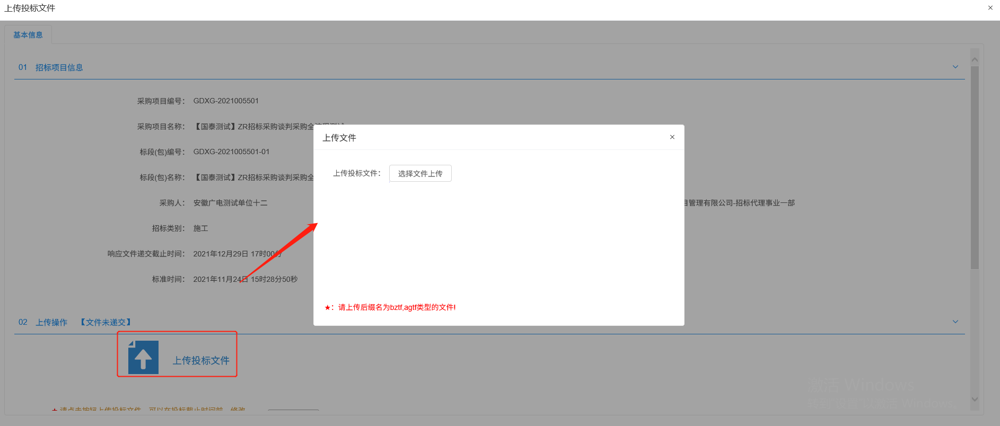 上传投标文件
基本信息
01 招标项目信息
采购项目编号： GDXG-2021005501
采购项目名称： 【国泰测试】ZR招标采购谈判采购全流程测试
标段(包)编号： GDXG-2021005501-01
标段(包)名称： 【国泰测试】ZR招标采购谈判采购全
采购人： 安徽广电测试单位十二
目管理有限公司-招标代理事业一部
招标类别： 施工
响应文件递交截止时间： 2021年12月29日 17时00分
标准时间： 2021年11月24日 15时28分50秒
02 上传操作 【文件未递交】
上传投标文件
★ 请点击按钮上传投标文件，可以在投标截止时间前，修改
上传文件
上传投标文件： 选择文件上传
★：请上传后缀名为bztf,agtf类型的文件!
激活 Windows
转到"设置"以激活 Windows。